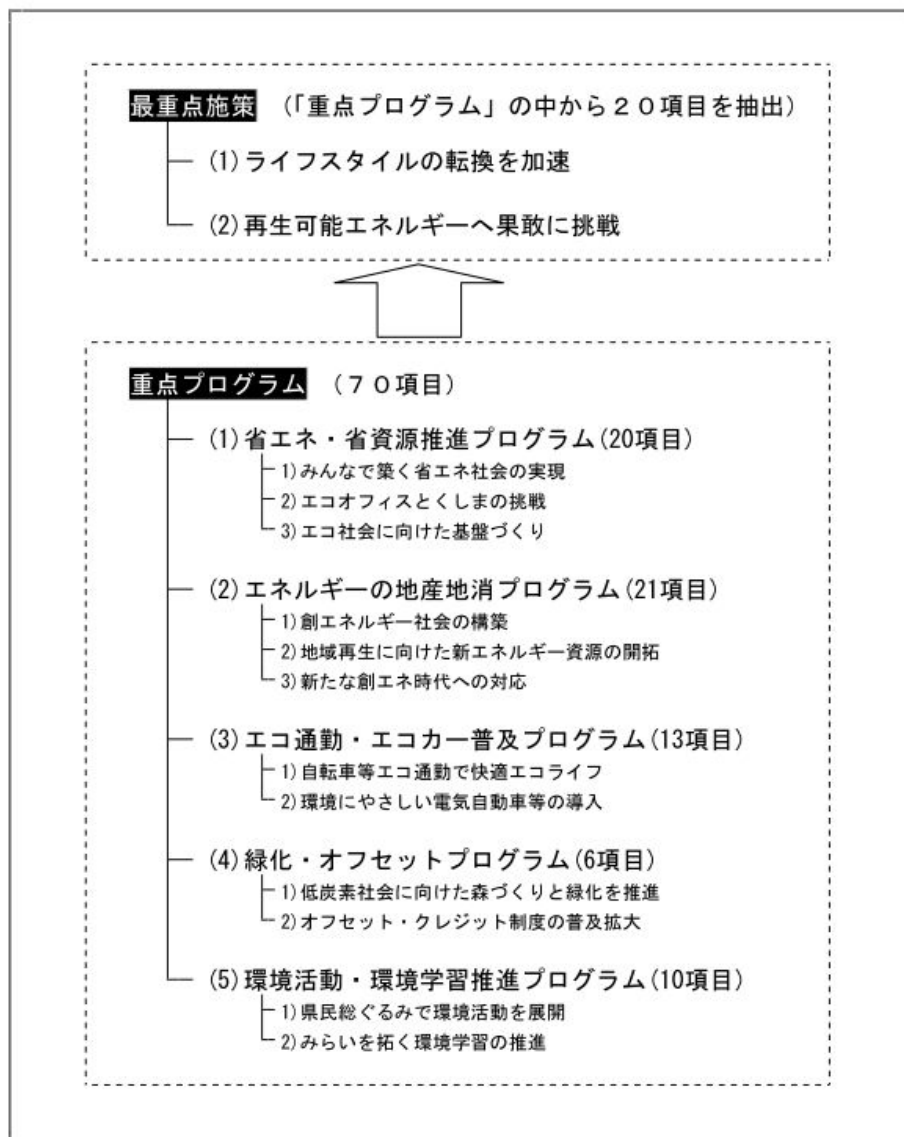 最重点施策 (「重点プログラム」の中から20項目を抽出)
(1)ライフスタイルの転換を加速
(2)再生可能エネルギーへ果敢に挑戦
重点プログラム (70項目)
(1)省エネ・省資源推進プログラム(20項目)
1)みんなで築く省エネ社会の実現
2)エコオフィスとくしまの挑戦
3)エコ社会に向けた基盤づくり
(2)エネルギーの地産地消プログラム(21項目)
1)創エネルギー社会の構築
2)地域再生に向けた新エネルギー資源の開拓
3)新たな創エネ時代への対応
(3)エコ通勤・エコカー普及プログラム(13項目)
1)自転車等エコ通勤で快適エコライフ
2)環境にやさしい電気自動車等の導入
(4)緑化・オフセットプログラム(6項目)
1)低炭素社会に向けた森づくりと緑化を推進
2)オフセット・クレジット制度の普及拡大
(5)環境活動・環境学習推進プログラム(10項目)
1)県民総ぐるみで環境活動を展開
2)みらいを拓く環境学習の推進